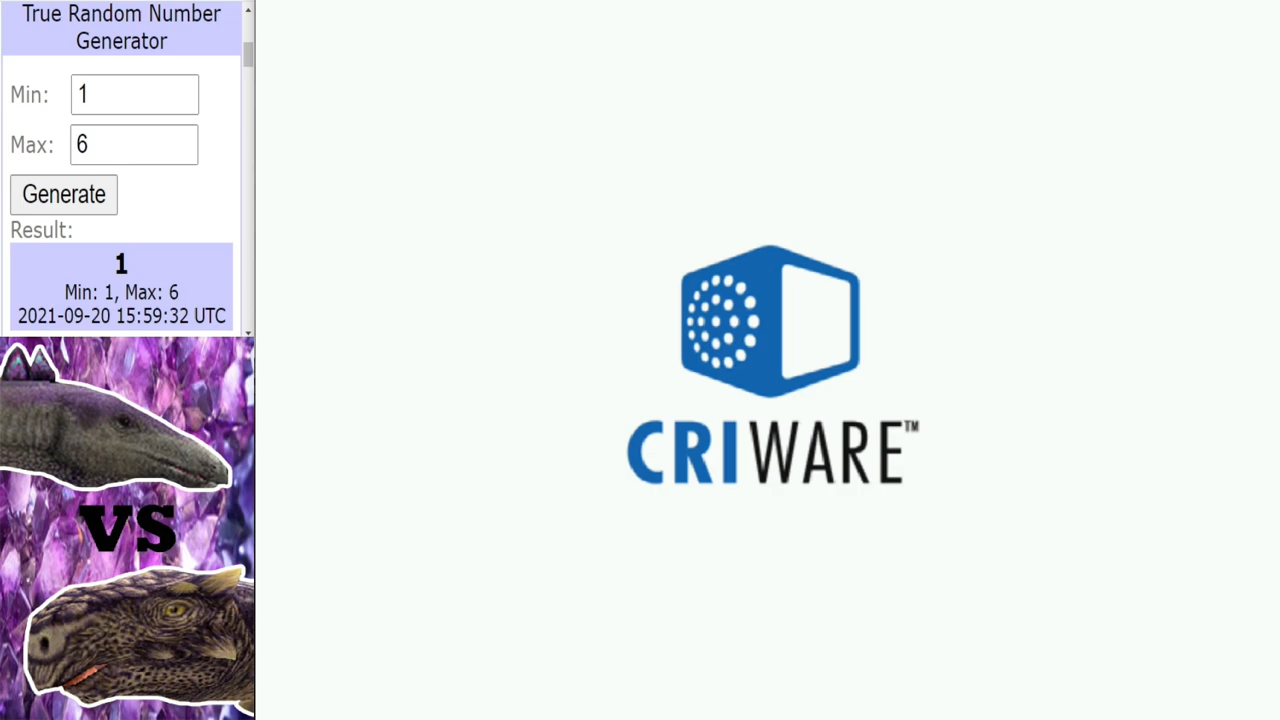 True Random Number
Generator
Min: 1
Max: 6
Generate
Result:
1
Min: 1, Max: 6
2021-09-20 15:59:32 UTC
vs
CRIWARE™